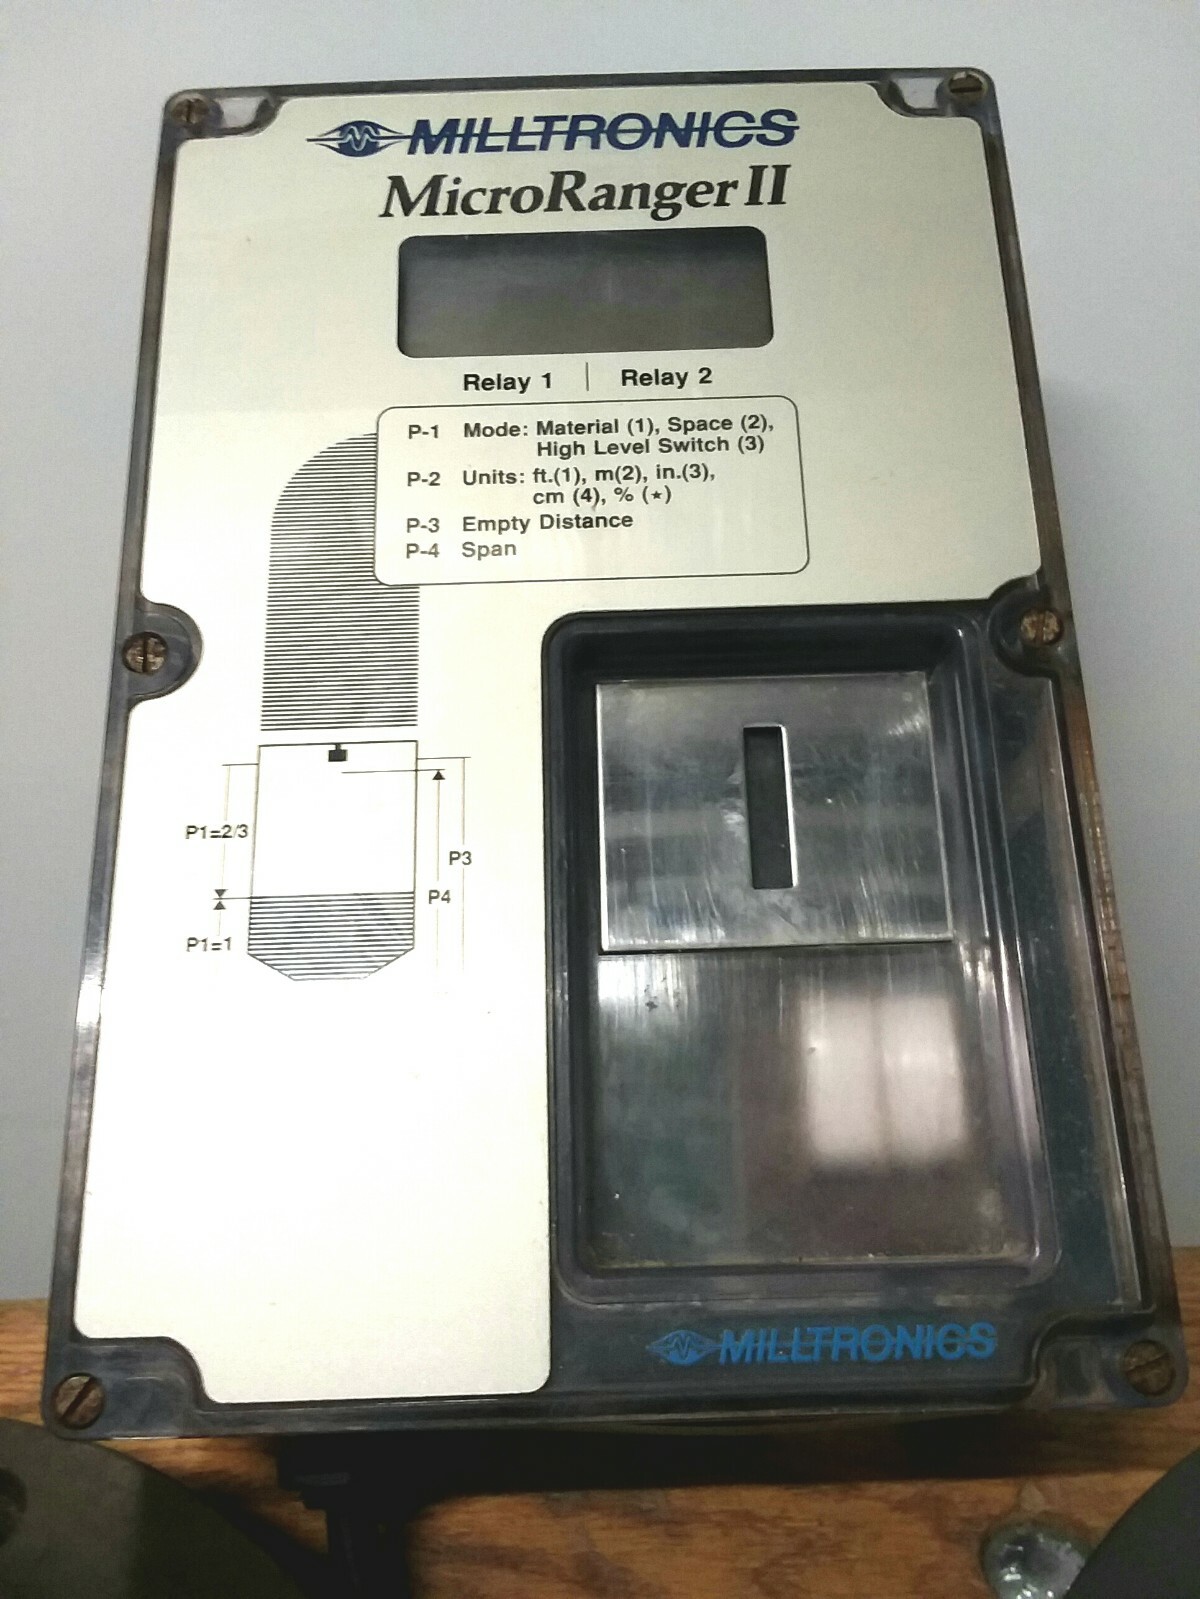 MILLTRONICS
MicroRanger II
Relay 1 | Relay 2
P-1 Mode: Material (1), Space (2),
High Level Switch (3)
P-2 Units: ft.(1), m(2), in.(3),
cm (4), % (⋆)
P-3 Empty Distance
P-4 Span
P1=2/3
P3
P4
P1=1
MILLTRONICS